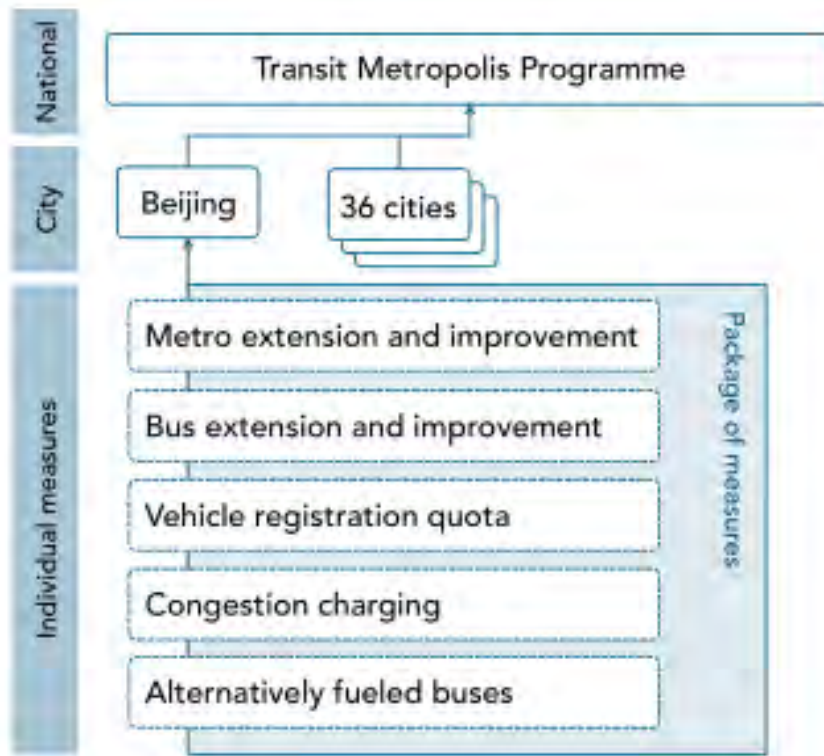 National
Transit Metropolis Programme
City
Beijing
36 cities
Individual measures
Package of measures
Metro extension and improvement
Bus extension and improvement
Vehicle registration quota
Congestion charging
Alternatively fueled buses